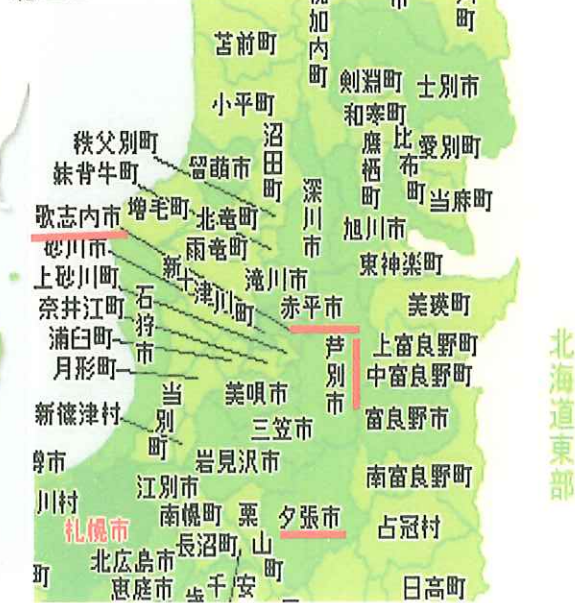 苫前町
加内町
剣淵町
士別市
小平町
和寒町
秩父別町
沼田町
鷹栖町
比布町
愛別町
妹背牛町
留萌市
深川市
当麻町
歌志内市
増毛町
北竜町
旭川市
砂川市
雨竜町
東神楽町
上砂川町
新十津川町
滝川市
奈井江町
石狩市
赤平市
美瑛町
浦臼町
芦別市
上富良野町
月形町
中富良野町
当別町
美唄市
新篠津村
三笠市
富良野市
北海道東部
岩見沢市
江別市
南富良野町
川村
南幌町
栗山町
夕張市
札幌市
占冠村
長沼町
北広島市
恵庭市
千
安
日高町